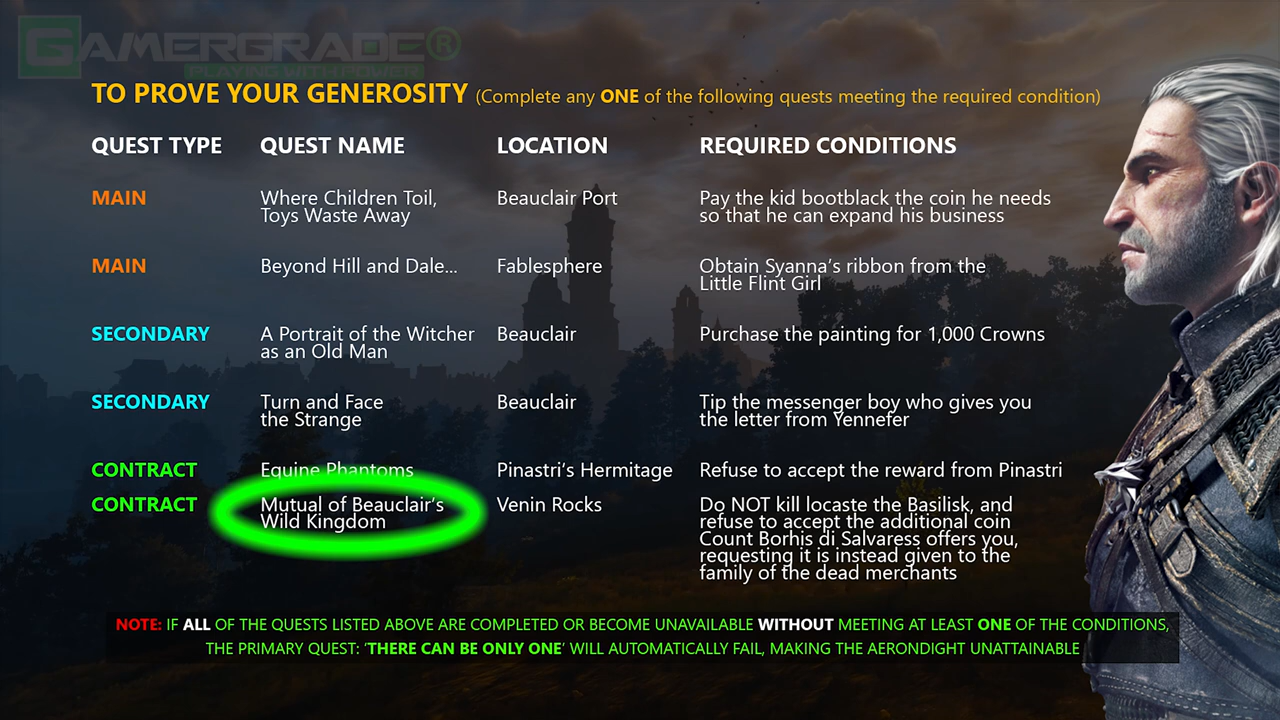 GAMERGRADE®
PLAYING WITH POWER
TO PROVE YOUR GENEROSITY (Complete any ONE of the following quests meeting the required condition)
QUEST TYPE QUEST NAME LOCATION REQUIRED CONDITIONS
MAIN Where Children Toil, Beauclair Port Pay the kid bootblack the coin he needs
Toys Waste Away so that he can expand his business
MAIN Beyond Hill and Dale... Fablesphere Obtain Syanna's ribbon from the
Little Flint Girl
SECONDARY A Portrait of the Witcher Beauclair Purchase the painting for 1,000 Crowns
as an Old Man
SECONDARY Turn and Face Beauclair Tip the messenger boy who gives you
the Strange the letter from Yennefer
CONTRACT Equine Phantoms Pinastri's Hermitage Refuse to accept the reward from Pinastri
CONTRACT Mutual of Beauclair's Venin Rocks Do NOT kill locaste the Basilisk, and
Wild Kingdom refuse to accept the additional coin
Count Borhis di Salvaress offers you,
requesting it is instead given to the
family of the dead merchants
NOTE: IF ALL OF THE QUESTS LISTED ABOVE ARE COMPLETED OR BECOME UNAVAILABLE WITHOUT MEETING AT LEAST ONE OF THE CONDITIONS,
THE PRIMARY QUEST: 'THERE CAN BE ONLY ONE' WILL AUTOMATICALLY FAIL, MAKING THE AERONDIGHT UNATTAINABLE